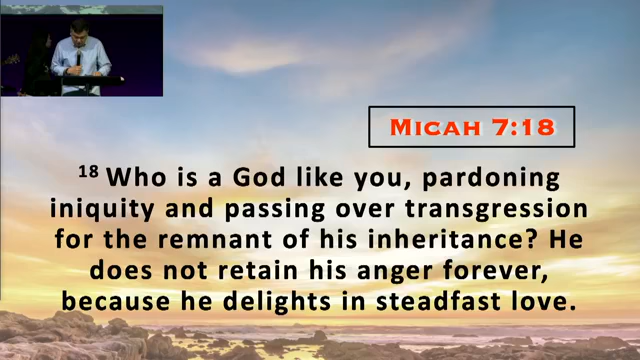 MICAH 7:18
18 Who is a God like you, pardoning
iniquity and passing over transgression
for the remnant of his inheritance? He
does not retain his anger forever,
because he delights in steadfast love.